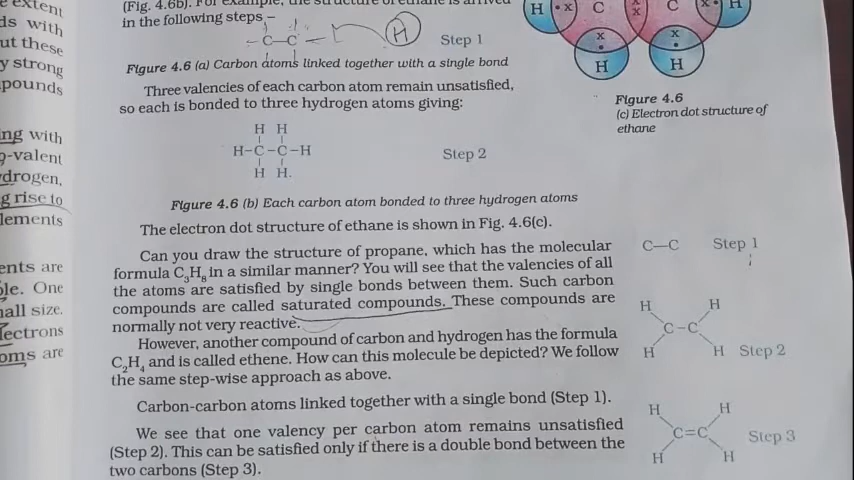 e extent
ds with
ut these
y strong
pounds
ng with
-valent
drogen,
g rise to
lements
ents are
ole. One
nall size.
lectrons
oms are
(Fig. 4.6b). For example, the structure of ethane is arrived
in the following steps –
C–C
H
Step 1
Figure 4.6 (a) Carbon atoms linked together with a single bond
Three valencies of each carbon atom remain unsatisfied,
so each is bonded to three hydrogen atoms giving:
H H
H–C–C–H
H H.
Step 2
Figure 4.6 (b) Each carbon atom bonded to three hydrogen atoms
The electron dot structure of ethane is shown in Fig. 4.6(c).
Can you draw the structure of propane, which has the molecular
formula C₃H₈ in a similar manner? You will see that the valencies of all
the atoms are satisfied by single bonds between them. Such carbon
compounds are called saturated compounds. These compounds are
normally not very reactive.
However, another compound of carbon and hydrogen has the formula
C₂H₄ and is called ethene. How can this molecule be depicted? We follow
the same step-wise approach as above.
Carbon-carbon atoms linked together with a single bond (Step 1).
We see that one valency per carbon atom remains unsatisfied
(Step 2). This can be satisfied only if there is a double bond between the
two carbons (Step 3).
H x C x x C x H
x x
H H
Figure 4.6
(c) Electron dot structure of
ethane
C—C Step 1
H H
C–C
H H Step 2
H H
C=C Step 3
H H